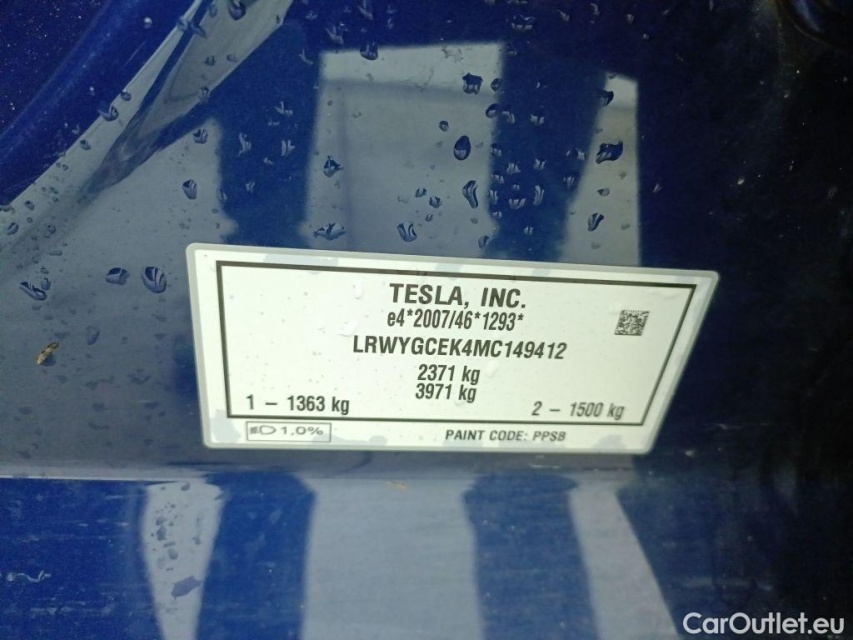 TESLA, INC.
e4*2007/46*1293*
LRWYGCEK4MC149412
2371 kg
3971 kg
1 – 1363 kg
2 – 1500 kg
1,0%
PAINT CODE: PPSB
CarOutlet.eu